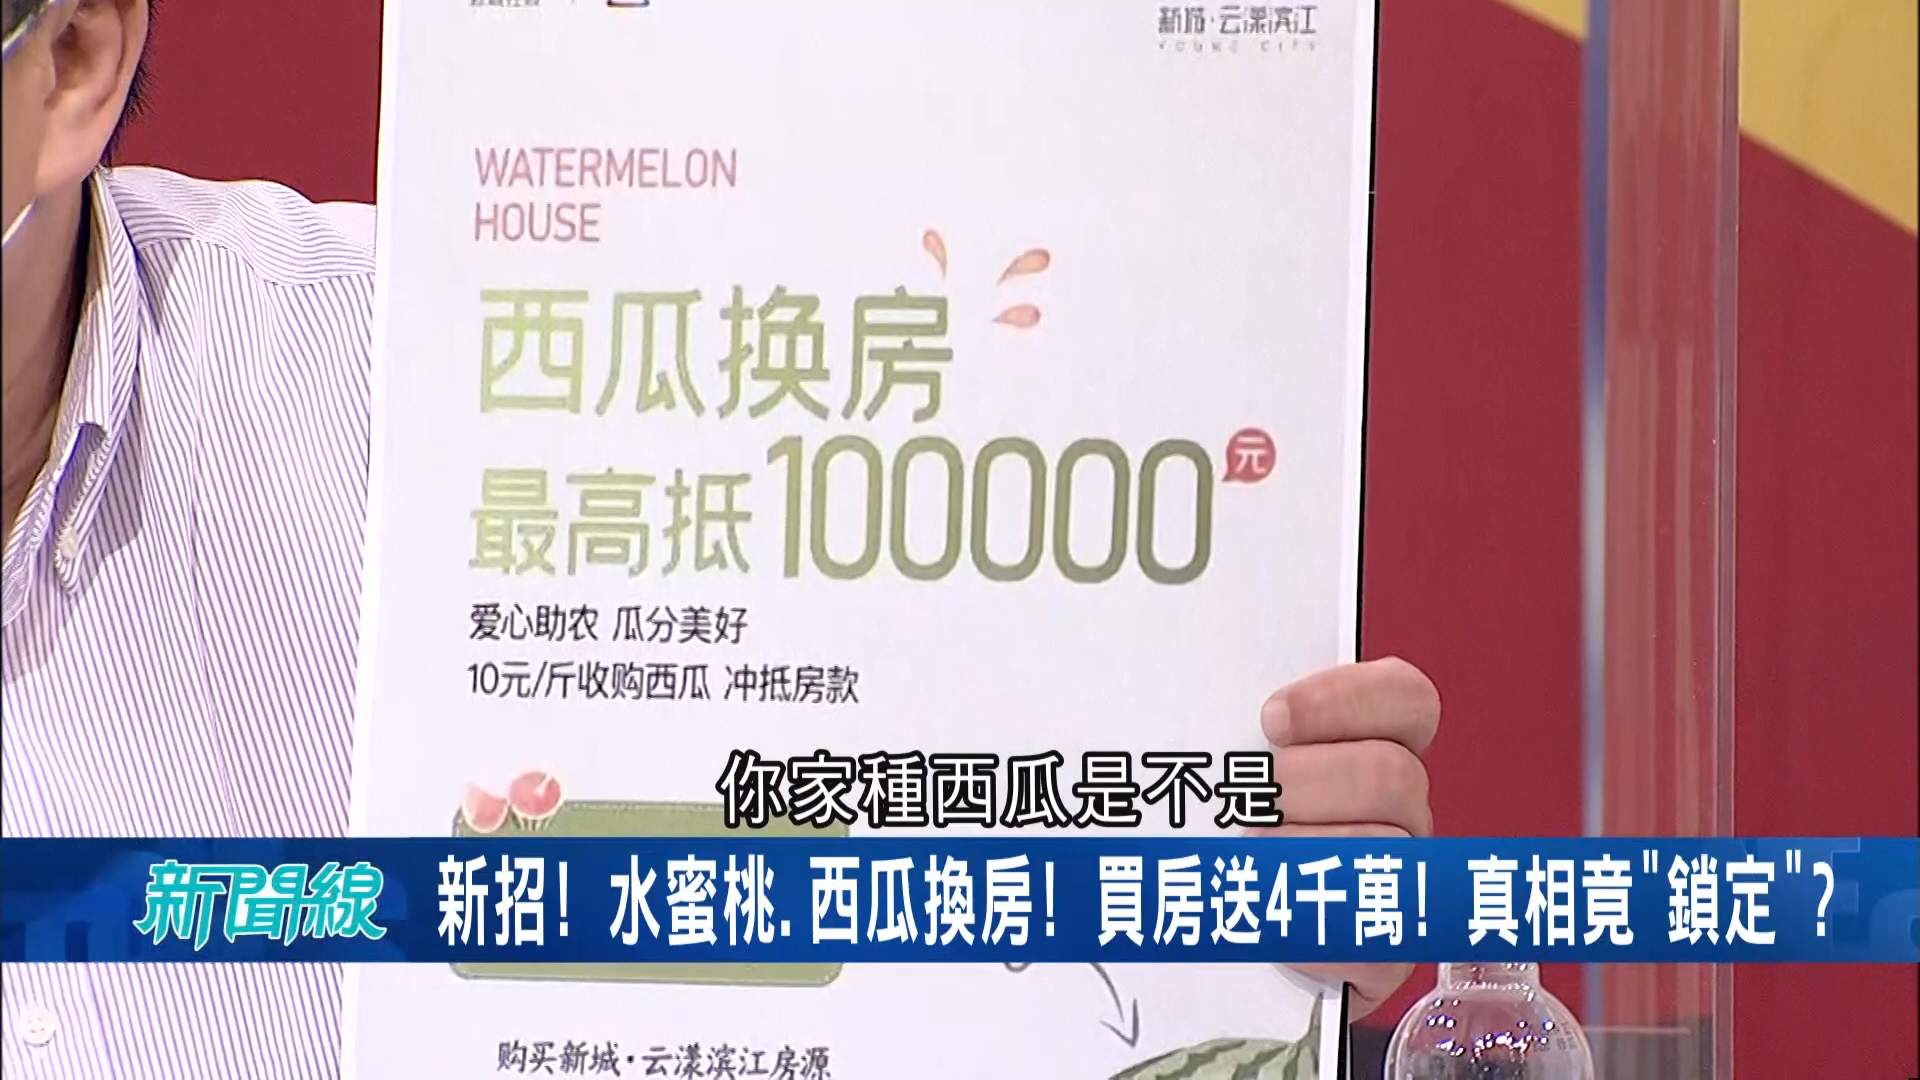 新城·云漾滨江
YOUNG CITY
WATERMELON
HOUSE
西瓜换房
最高抵100000元
爱心助农 瓜分美好
10元/斤收购西瓜 冲抵房款
你家種西瓜是不是
新聞線
新招! 水蜜桃.西瓜換房! 買房送4千萬! 真相竟"鎖定"?
购买新城·云漾滨江房源